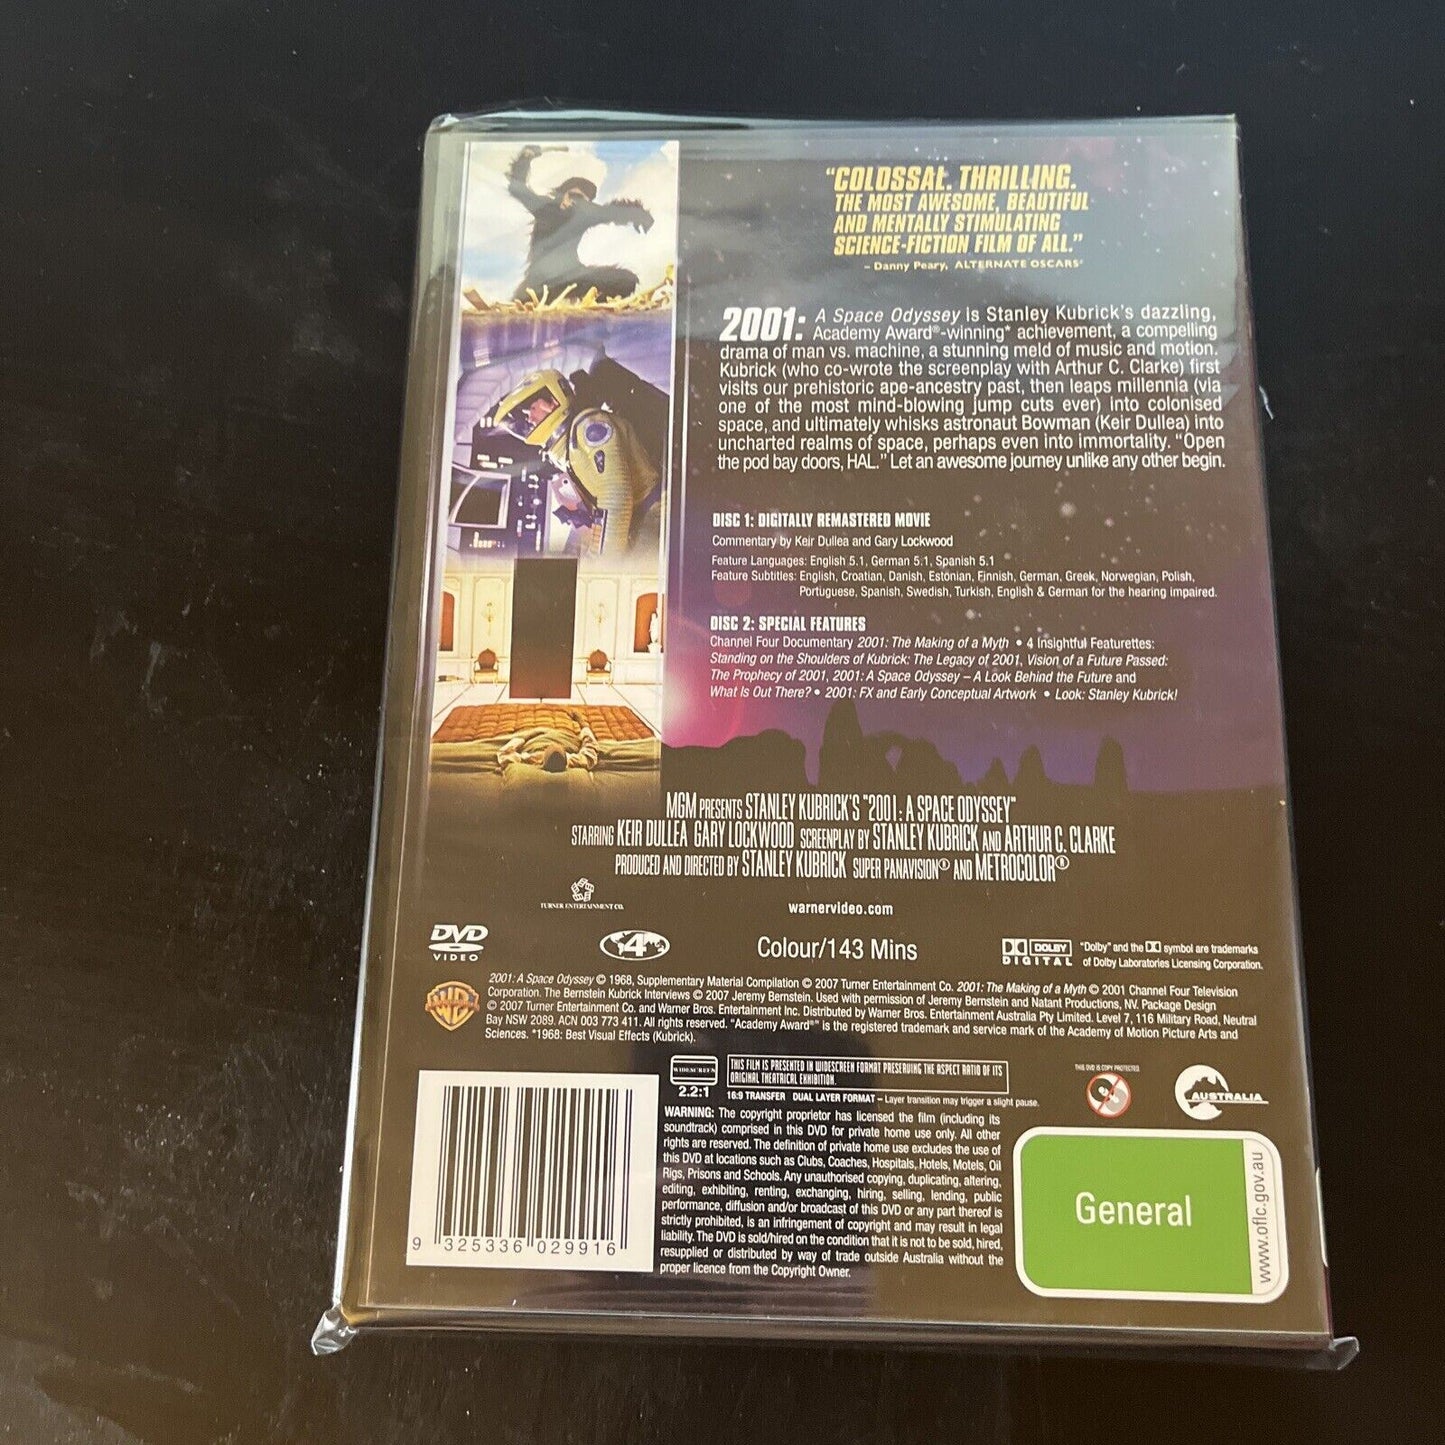 “COLOSSAL. THRILLING.
THE MOST AWESOME, BEAUTIFUL
AND MENTALLY STIMULATING
SCIENCE-FICTION FILM OF ALL.”
– Danny Peary, ALTERNATE OSCARS
2001: A Space Odyssey is Stanley Kubrick’s dazzling,
Academy Award®-winning* achievement, a compelling
drama of man vs. machine, a stunning meld of music and motion.
Kubrick (who co-wrote the screenplay with Arthur C. Clarke) first
visits our prehistoric ape-ancestry past, then leaps millennia (via
one of the most mind-blowing jump cuts ever) into colonised
space, and ultimately whisks astronaut Bowman (Keir Dullea) into
uncharted realms of space, perhaps even into immortality. “Open
the pod bay doors, HAL.” Let an awesome journey unlike any other begin.
DISC 1: DIGITALLY REMASTERED MOVIE
Commentary by Keir Dullea and Gary Lockwood
Feature Languages: English 5.1, German 5.1, Spanish 5.1
Feature Subtitles: English, Croatian, Danish, Estonian, Finnish, German, Greek, Norwegian, Polish,
Portuguese, Spanish, Swedish, Turkish, English & German for the hearing impaired.
DISC 2: SPECIAL FEATURES
Channel Four Documentary 2001: The Making of a Myth • 4 Insightful Featurettes:
Standing on the Shoulders of Kubrick: The Legacy of 2001, Vision of a Future Passed:
The Prophecy of 2001, 2001: A Space Odyssey – A Look Behind the Future and
What Is Out There? • 2001: FX and Early Conceptual Artwork • Look: Stanley Kubrick!
MGM PRESENTS STANLEY KUBRICK'S "2001: A SPACE ODYSSEY"
STARRING KEIR DULLEA GARY LOCKWOOD SCREENPLAY BY STANLEY KUBRICK AND ARTHUR C. CLARKE
PRODUCED AND DIRECTED BY STANLEY KUBRICK SUPER PANAVISION® AND METROCOLOR®
TURNER ENTERTAINMENT CO.
warnervideo.com
DVD
VIDEO
4
Colour/143 Mins
DOLBY
DIGITAL
"Dolby" and the DD symbol are trademarks
of Dolby Laboratories Licensing Corporation.
WB
2001: A Space Odyssey © 1968, Supplementary Material Compilation © 2007 Turner Entertainment Co. 2001: The Making of a Myth © 2001 Channel Four Television
Corporation. The Bernstein Kubrick Interviews © 2007 Jeremy Bernstein. Used with permission of Jeremy Bernstein and Natant Productions, NV. Package Design
© 2007 Turner Entertainment Co. and Warner Bros. Entertainment Inc. Distributed by Warner Bros. Entertainment Australia Pty Limited. Level 7, 116 Military Road, Neutral
Bay NSW 2089. ACN 003 773 411. All rights reserved. "Academy Award®" is the registered trademark and service mark of the Academy of Motion Picture Arts and
Sciences. *1968: Best Visual Effects (Kubrick).
WIDESCREEN
2.2:1
THIS FILM IS PRESENTED IN WIDESCREEN FORMAT PRESERVING THE ASPECT RATIO OF ITS
ORIGINAL THEATRICAL EXHIBITION.
16:9 TRANSFER DUAL LAYER FORMAT – Layer transition may trigger a slight pause.
THIS DVD IS COPY PROTECTED
AUSTRALIA
WARNING: The copyright proprietor has licensed the film (including its
soundtrack) comprised in this DVD for private home use only. All other
rights are reserved. The definition of private home use excludes the use of
this DVD at locations such as Clubs, Coaches, Hospitals, Hotels, Motels, Oil
Rigs, Prisons and Schools. Any unauthorised copying, duplicating, altering,
editing, exhibiting, renting, exchanging, hiring, selling, lending, public
performance, diffusion and/or broadcast of this DVD or any part thereof is
strictly prohibited, is an infringement of copyright and may result in legal
liability. The DVD is sold/hired on the condition that it is not to be sold, hired,
resupplied or distributed by way of trade outside Australia without the
proper licence from the Copyright Owner.
9 325336 029916
General
www.oflc.gov.au